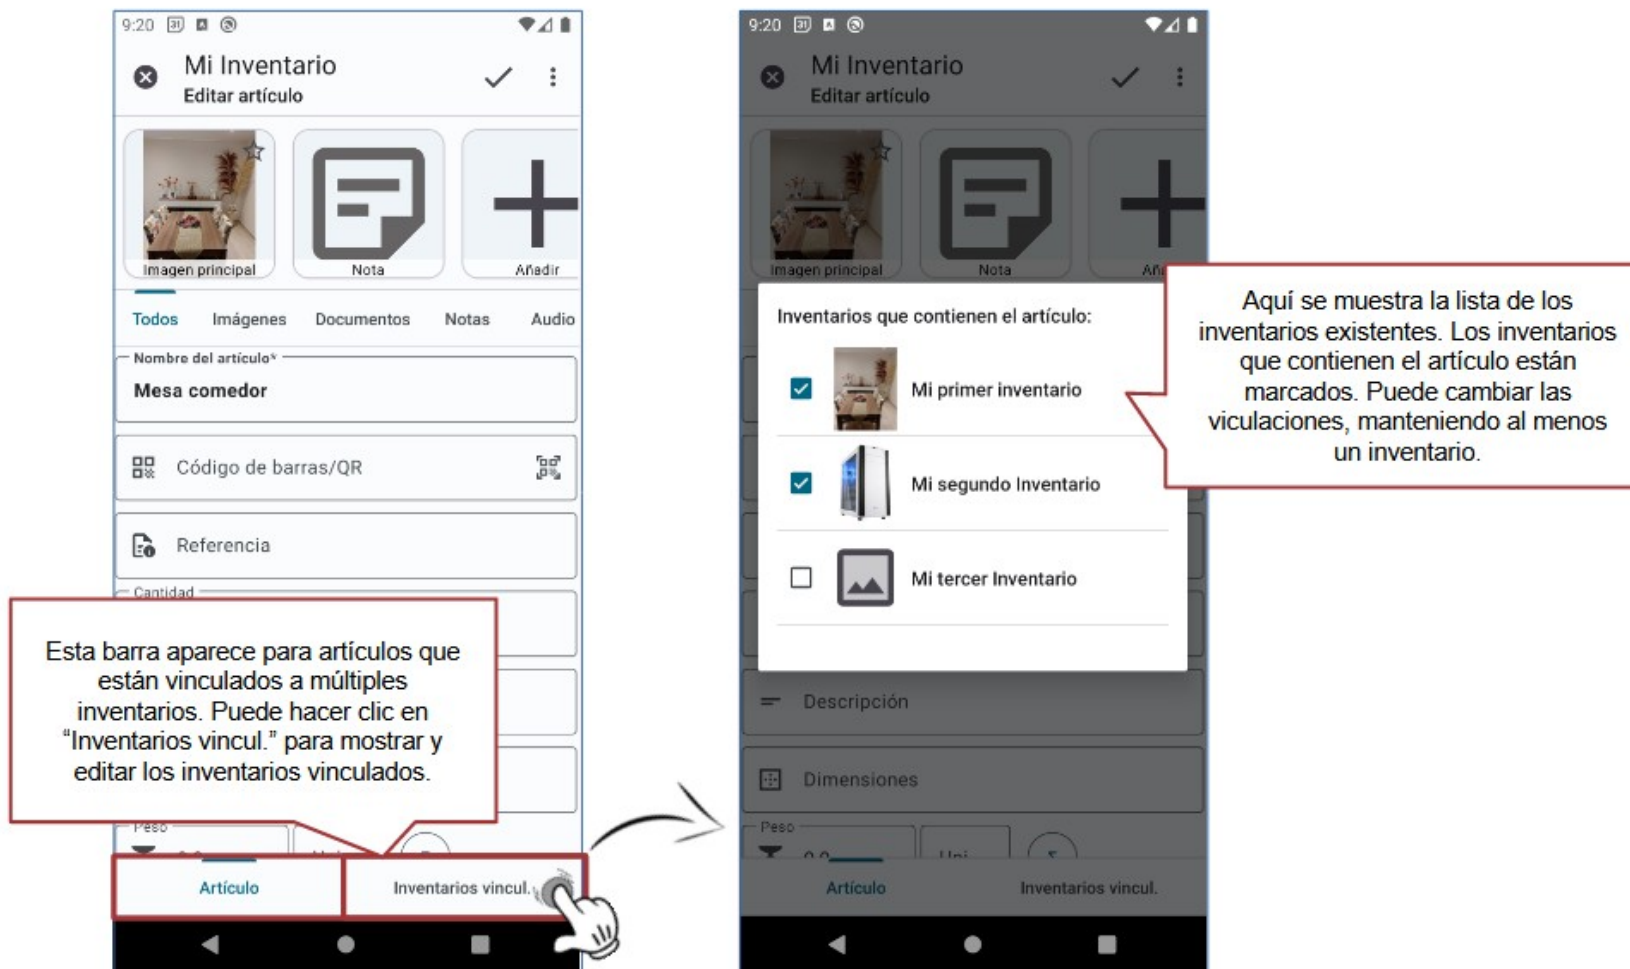 9:20
Mi Inventario
Editar artículo
Imagen principal
Nota
Añadir
Todos Imágenes Documentos Notas Audio
Nombre del artículo*
Mesa comedor
Código de barras/QR
Referencia
Cantidad
Esta barra aparece para artículos que
están vinculados a múltiples
inventarios. Puede hacer clic en
“Inventarios vincul.” para mostrar y
editar los inventarios vinculados.
Peso
Artículo Inventarios vincul.
9:20
Mi Inventario
Editar artículo
Imagen principal
Nota
Inventarios que contienen el artículo:
Mi primer inventario
Mi segundo Inventario
Mi tercer Inventario
Descripción
Dimensiones
Peso
0.0 Uni
Artículo Inventarios vincul.
Aquí se muestra la lista de los
inventarios existentes. Los inventarios
que contienen el artículo están
marcados. Puede cambiar las
viculaciones, manteniendo al menos
un inventario.